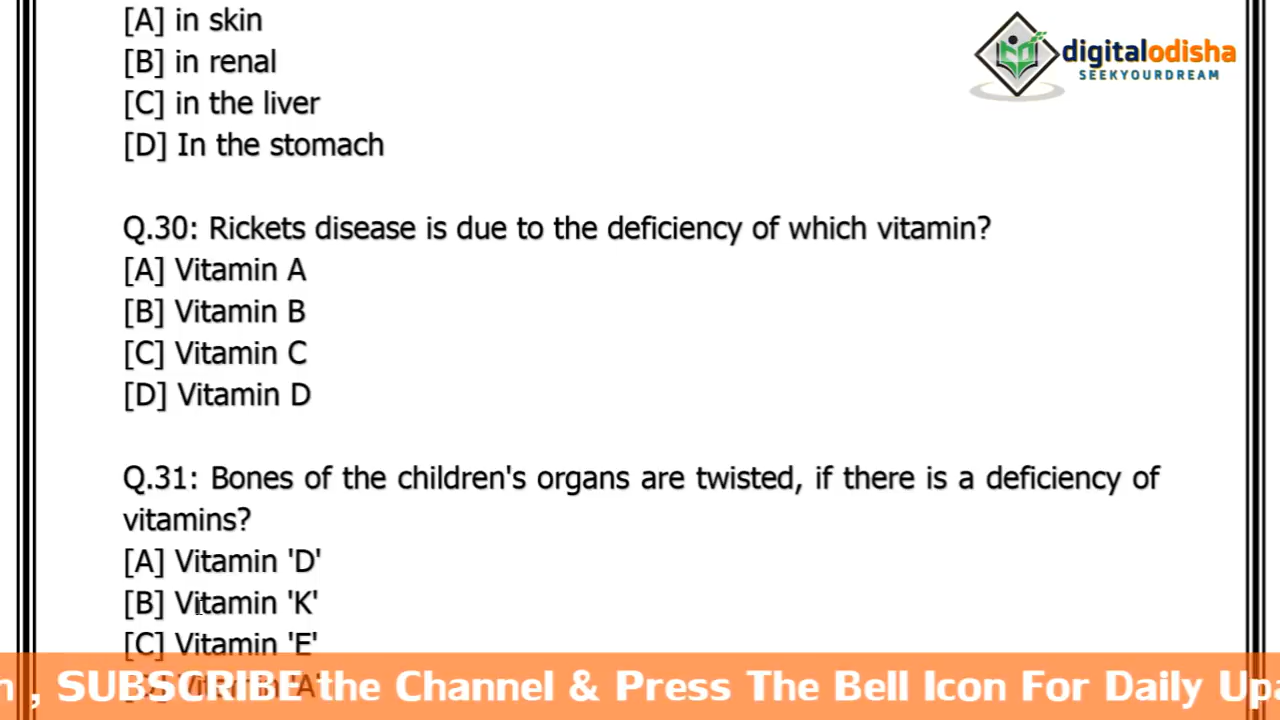 [A] in skin
[B] in renal
[C] in the liver
[D] In the stomach
digitalodisha
SEEKYOURDREAM
Q.30: Rickets disease is due to the deficiency of which vitamin?
[A] Vitamin A
[B] Vitamin B
[C] Vitamin C
[D] Vitamin D
Q.31: Bones of the children's organs are twisted, if there is a deficiency of
vitamins?
[A] Vitamin 'D'
[B] Vitamin 'K'
[C] Vitamin 'E'
[D] Vitamin 'A'
, SUBSCRIBE the Channel & Press The Bell Icon For Daily